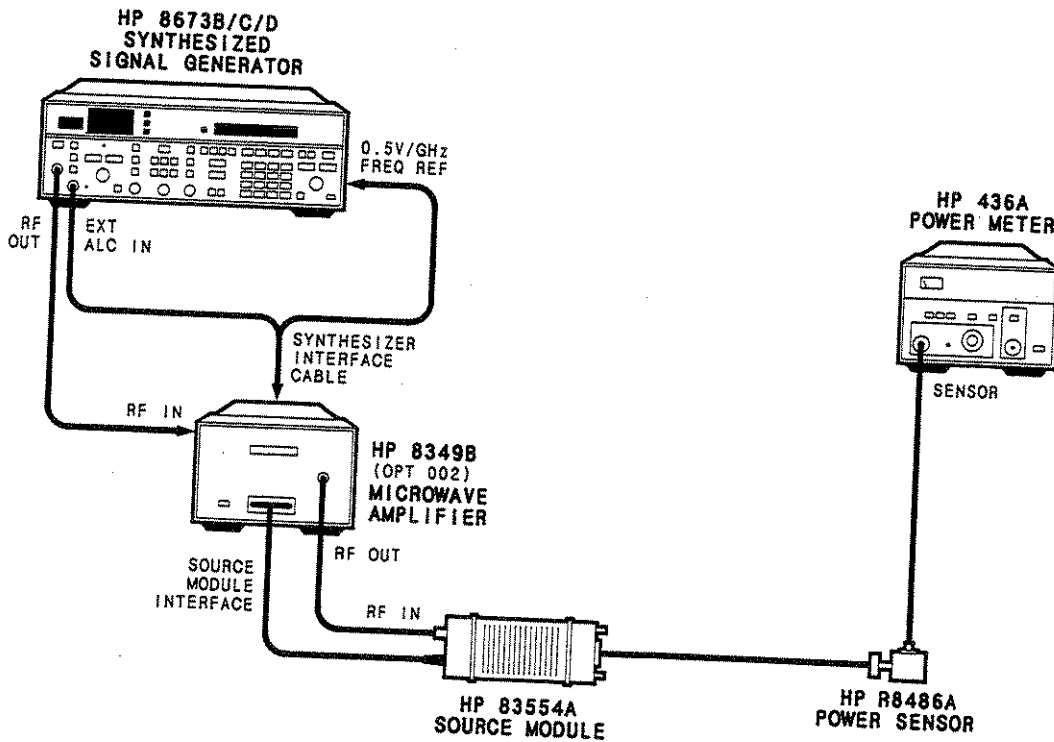 HP 8673B/C/D
SYNTHESIZED
SIGNAL GENERATOR
0.5V/GHz
FREQ REF
RF
OUT
EXT
ALC IN
HP 436A
POWER METER
SENSOR
SYNTHESIZER
INTERFACE
CABLE
RF IN
HP 8349B
(OPT 002)
MICROWAVE
AMPLIFIER
RF OUT
SOURCE
MODULE
INTERFACE
RF IN
HP 83554A
SOURCE MODULE
HP R8486A
POWER SENSOR